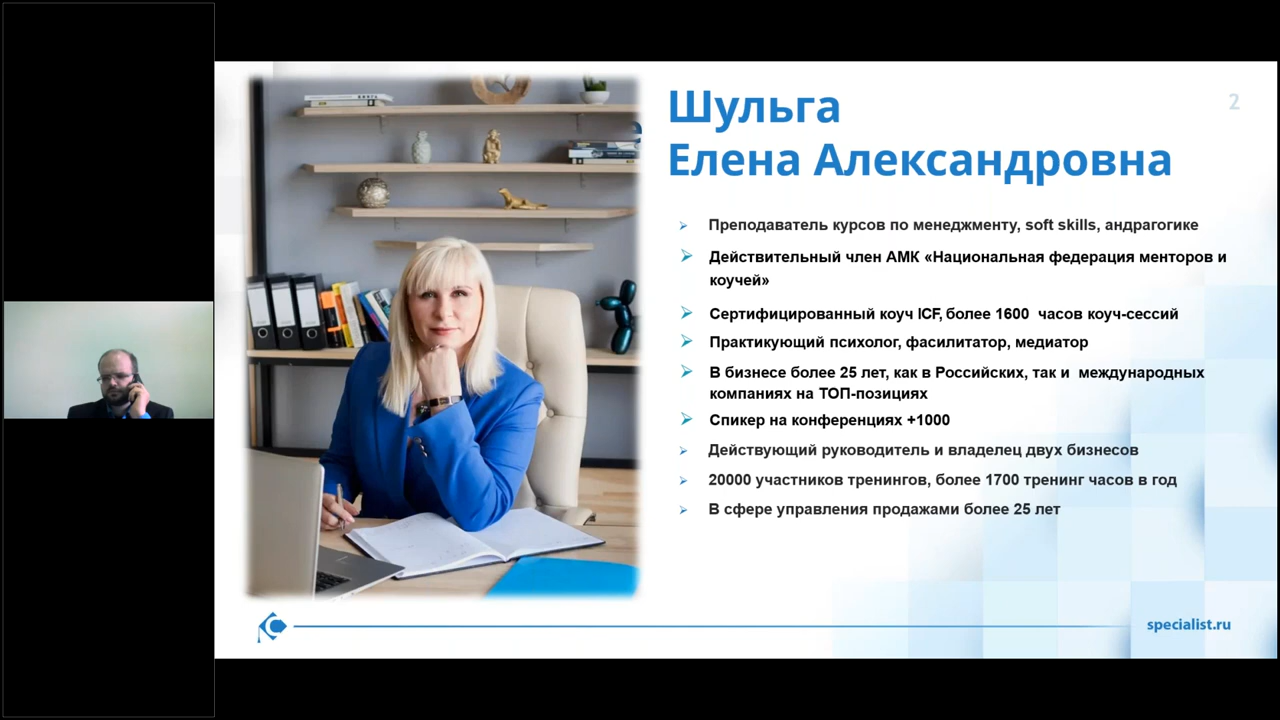 Шульга
2
Елена Александровна
Преподаватель курсов по менеджменту, soft skills, андрагогике
Действительный член АМК «Национальная федерация менторов и
коучей»
Сертифицированный коуч ICF, более 1600 часов коуч-сессий
Практикующий психолог, фасилитатор, медиатор
В бизнесе более 25 лет, как в Российских, так и международных
компаниях на ТОП-позициях
Спикер на конференциях +1000
Действующий руководитель и владелец двух бизнесов
20000 участников тренингов, более 1700 тренинг часов в год
В сфере управления продажами более 25 лет
specialist.ru